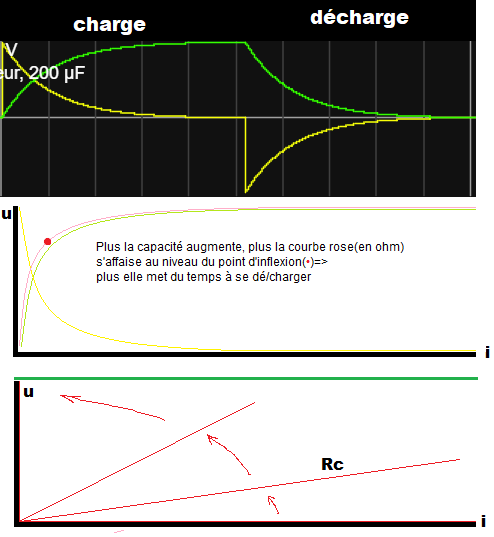 charge décharge
V
eur, 200 µF
u
Plus la capacité augmente, plus la courbe rose(en ohm)
s'affaise au niveau du point d'inflexion(•)=>
plus elle met du temps à se dé/charger
i
u
Rc
i